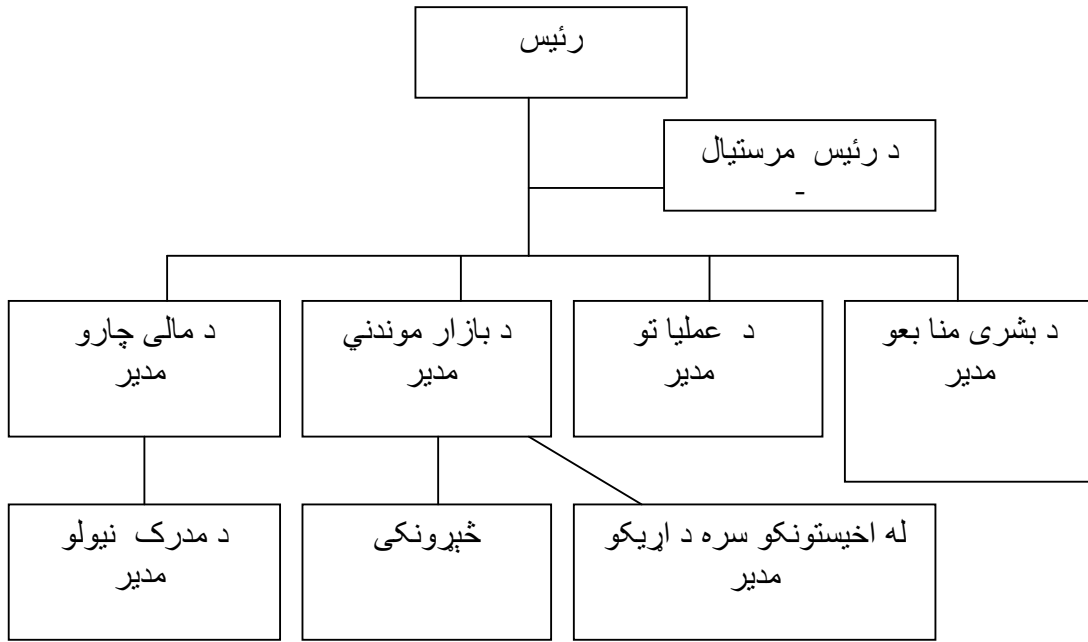 رئیس
د رئیس مرستیال
-
د مالی چارو
مدیر
د بازار موندني
مدیر
د عملیا تو
مدیر
د بشری منا بعو
مدیر
د مدرک نیولو
مدیر
څېړونکی
له اخیستونکو سره د اړیکو
مدیر